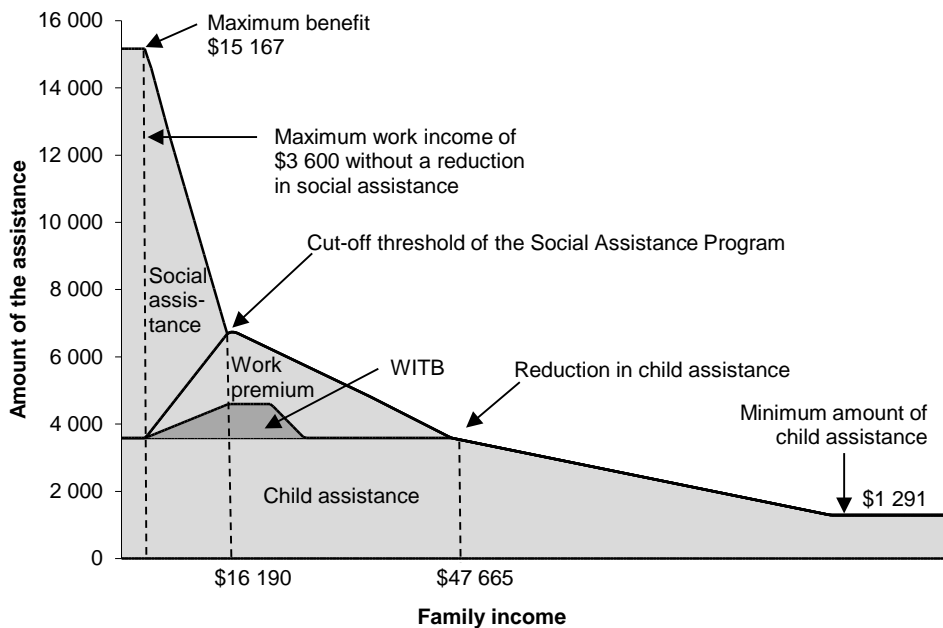 16 000
Maximum benefit
$15 167
14 000
12 000
Maximum work income of
$3 600 without a reduction
in social assistance
10 000
Cut-off threshold of the Social Assistance Program
8 000
Social
assis-
tance
6 000
Work
premium
WITB
Reduction in child assistance
4 000
Minimum amount of
child assistance
2 000
Child assistance
$1 291
0
$16 190
$47 665
Family income
Amount of the assistance